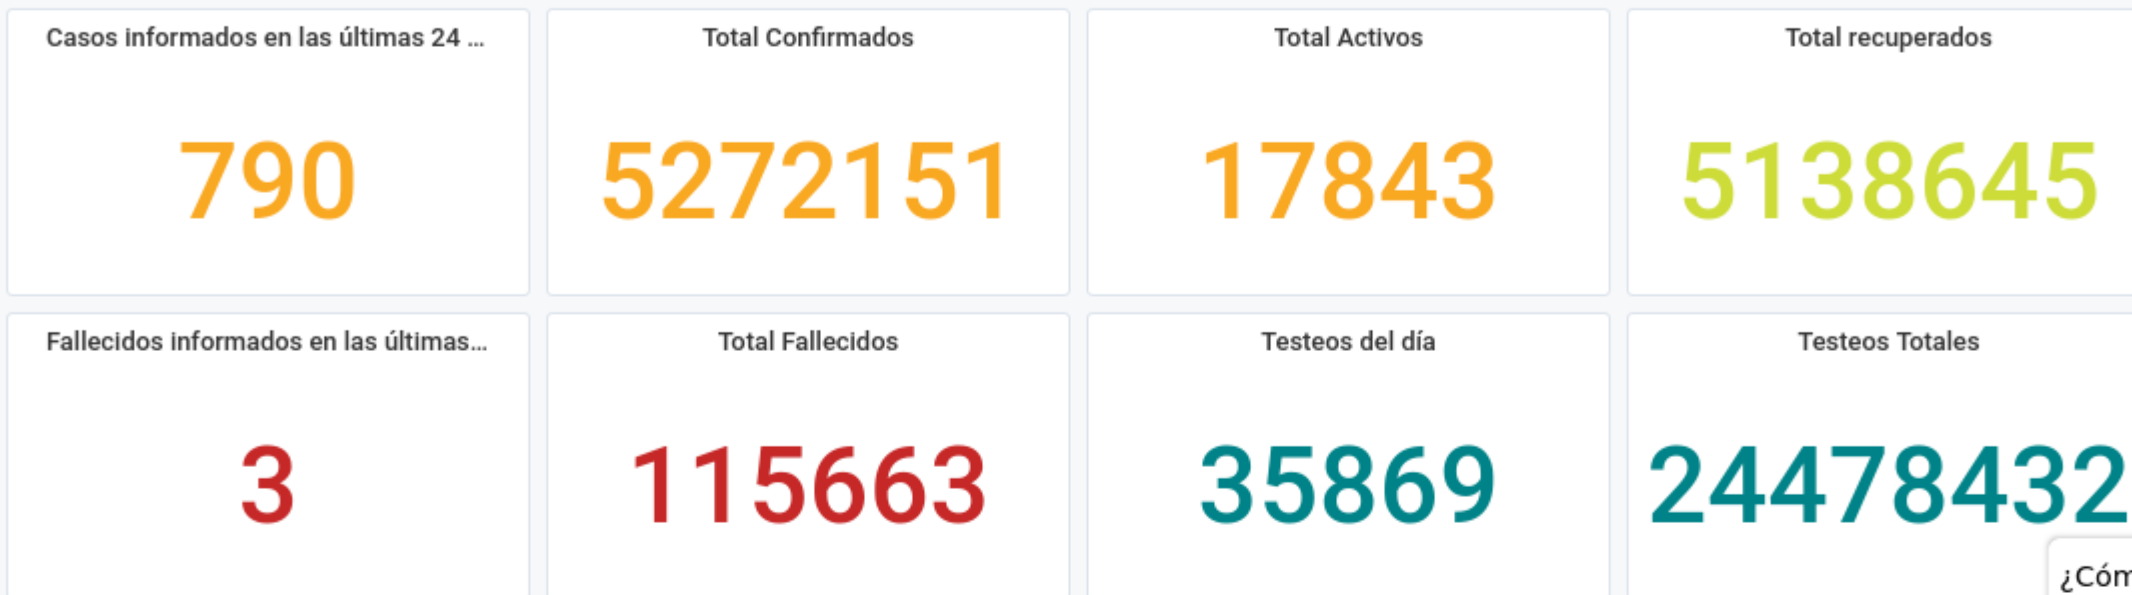 Casos informados en las últimas 24 ...
790
Total Confirmados
5272151
Total Activos
17843
Total recuperados
5138645
Fallecidos informados en las últimas...
3
Total Fallecidos
115663
Testeos del día
35869
Testeos Totales
24478432
¿Cóm